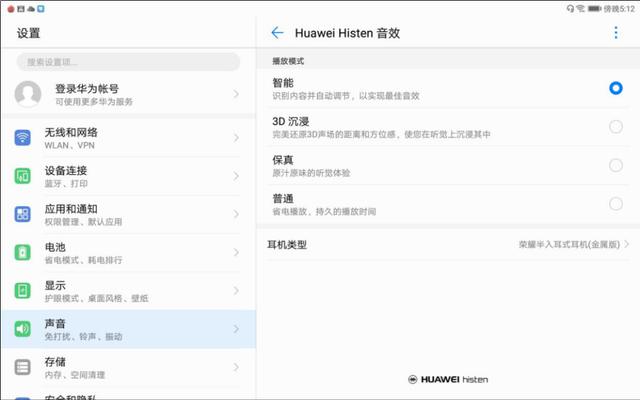 傍晚5:12
设置
搜索设置项...
登录华为帐号
可使用更多华为服务
无线和网络
WLAN、VPN
设备连接
蓝牙、打印
应用和通知
权限管理、默认应用
电池
省电模式、耗电排行
显示
护眼模式、桌面风格、壁纸
声音
免打扰、铃声、振动
存储
内存、空间清理
安全和隐私
Huawei Histen 音效
播放模式
智能
识别内容并自动调节，以实现最佳音效
3D 沉浸
完美还原3D声场的距离和方位感，使您在听觉上沉浸其中
保真
原汁原味的听觉体验
普通
省电播放，持久的播放时间
耳机类型
荣耀半入耳式耳机(金属版)
HUAWEI histen